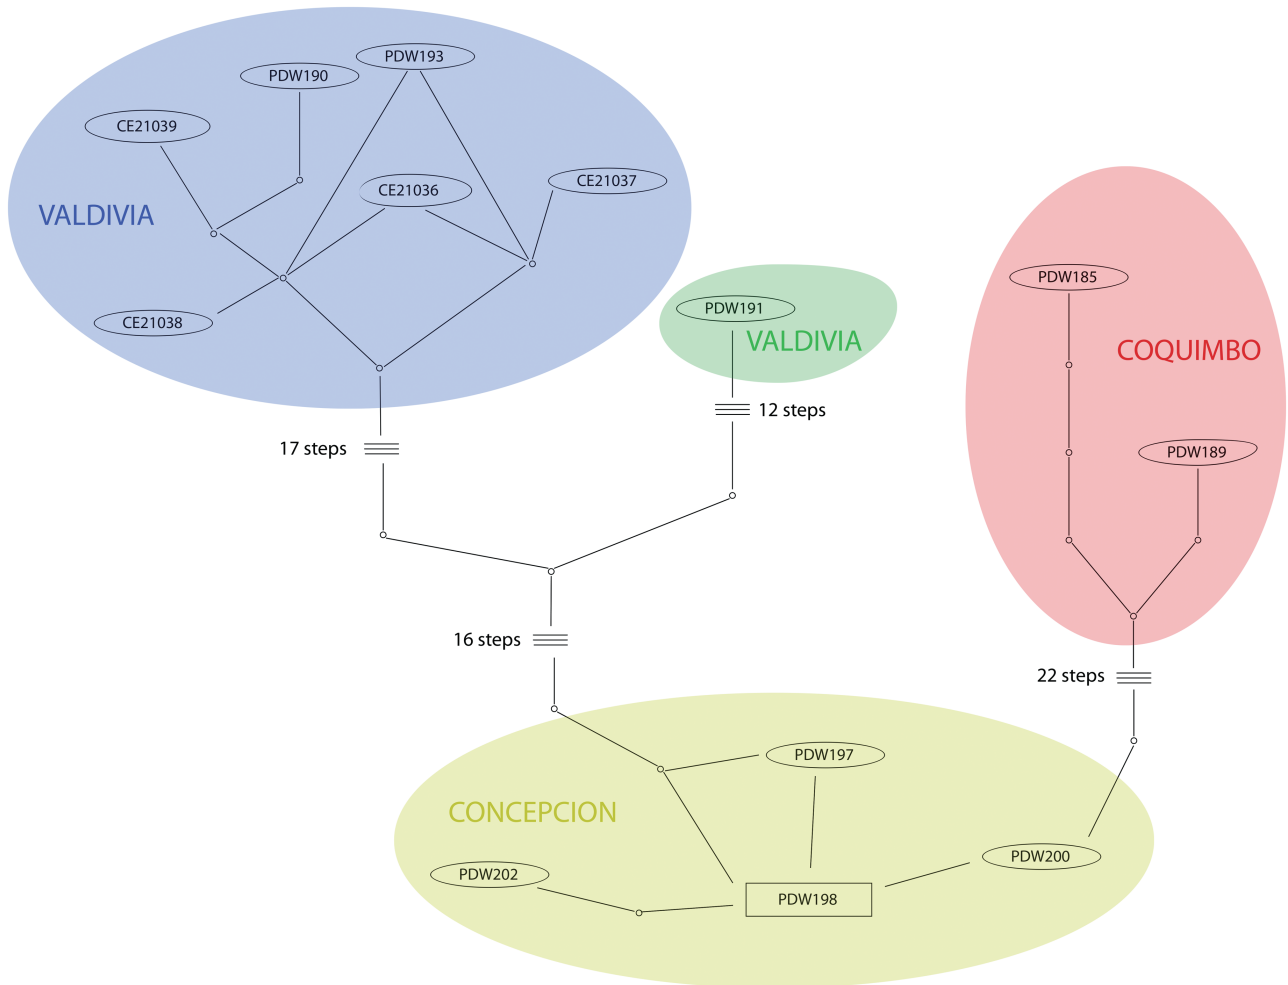 PDW193
PDW190
CE21039
CE21036
CE21037
VALDIVIA
CE21038
PDW191
VALDIVIA
PDW185
COQUIMBO
12 steps
17 steps
PDW189
16 steps
22 steps
PDW197
CONCEPCION
PDW200
PDW202
PDW198